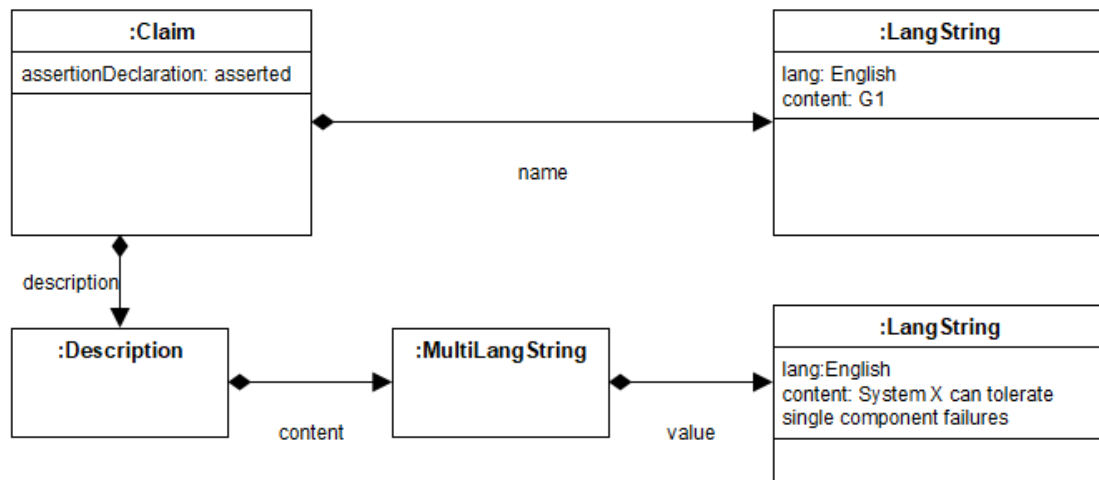 :Claim
assertionDeclaration: asserted
:LangString
lang: English
content: G1
name
description
:Description
:MultiLangString
:LangString
lang:English
content: System X can tolerate
single component failures
content
value